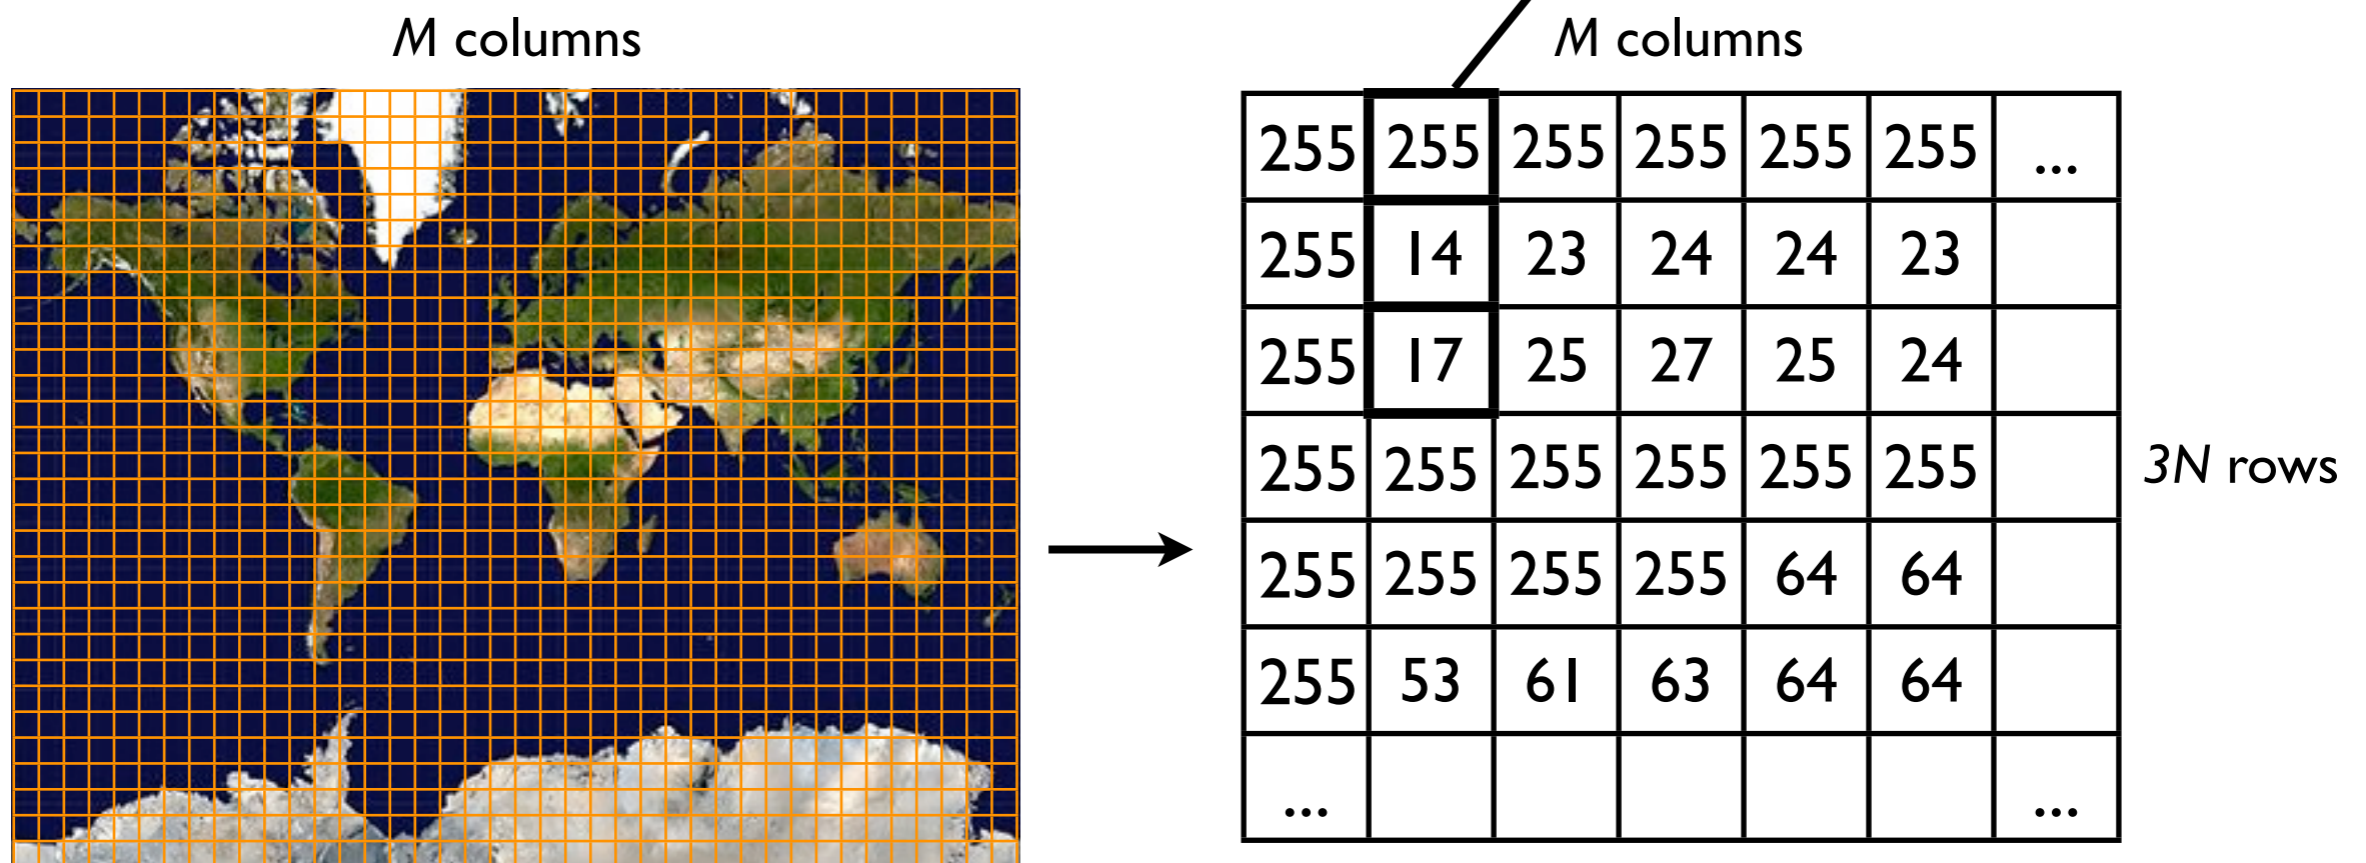 M columns
M columns
255 255 255 255 255 255 ...
255 14 23 24 24 23
255 17 25 27 25 24
255 255 255 255 255 255
3N rows
255 255 255 255 64 64
255 53 61 63 64 64
... ...